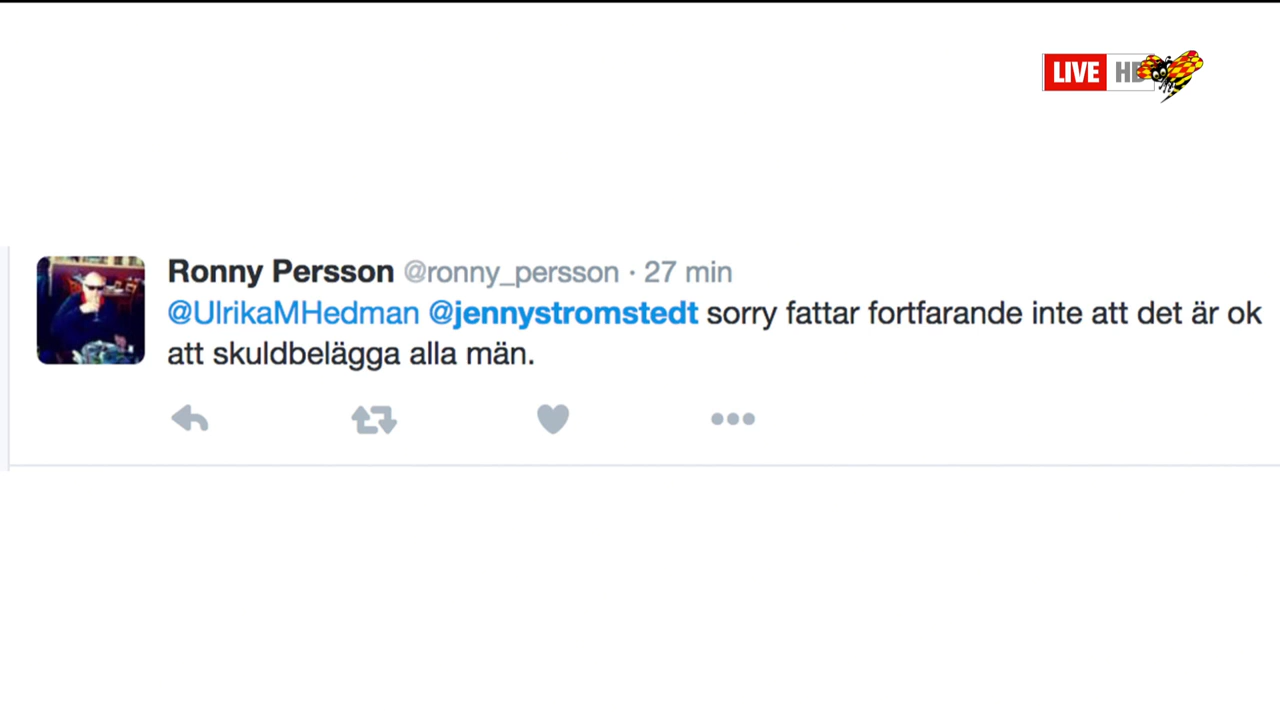 LIVE HD
Ronny Persson @ronny_persson · 27 min
@UlrikaMHedman @jennystromstedt sorry fattar fortfarande inte att det är ok
att skuldbelägga alla män.